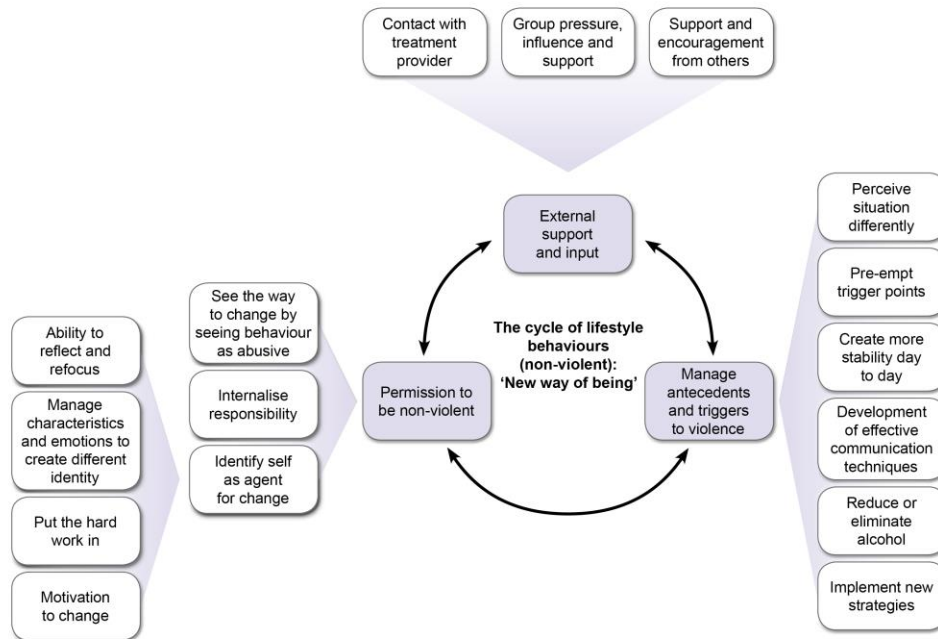 Contact with
treatment
provider
Group pressure,
influence and
support
Support and
encouragement
from others
External
support
and input
Perceive
situation
differently
Pre-empt
trigger points
Create more
stability day
to day
Development
of effective
communication
techniques
Reduce or
eliminate
alcohol
Implement new
strategies
See the way
to change by
seeing behaviour
as abusive
Internalise
responsibility
Identify self
as agent
for change
Ability to
reflect and
refocus
Manage
characteristics
and emotions to
create different
identity
Put the hard
work in
Motivation
to change
The cycle of lifestyle
behaviours
(non-violent):
‘New way of being’
Permission to
be non-violent
Manage
antecedents
and triggers
to violence